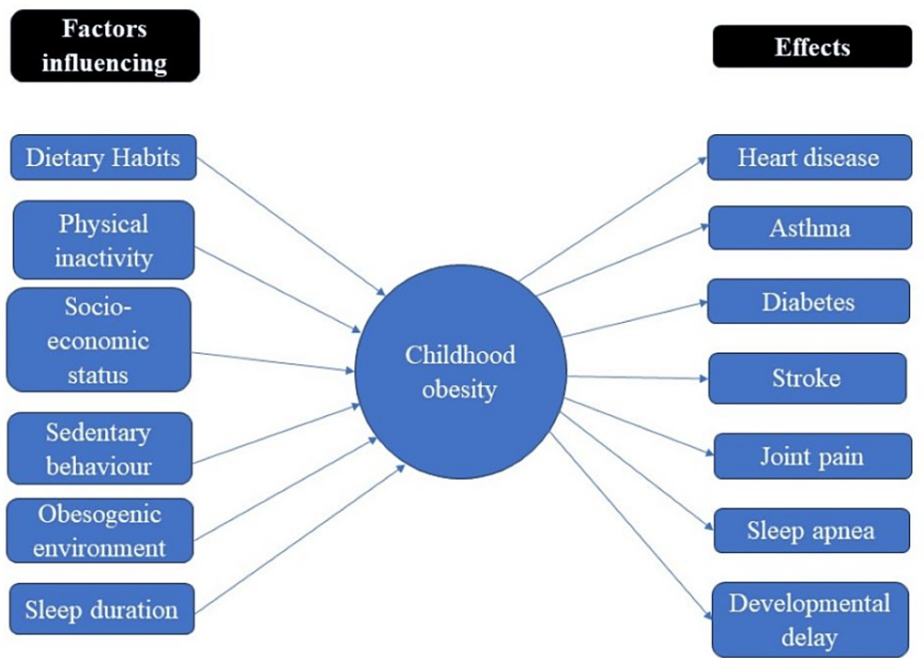 Factors
influencing
Effects
Dietary Habits
Physical
inactivity
Socio-
economic
status
Sedentary
behaviour
Obesogenic
environment
Sleep duration
Childhood
obesity
Heart disease
Asthma
Diabetes
Stroke
Joint pain
Sleep apnea
Developmental
delay